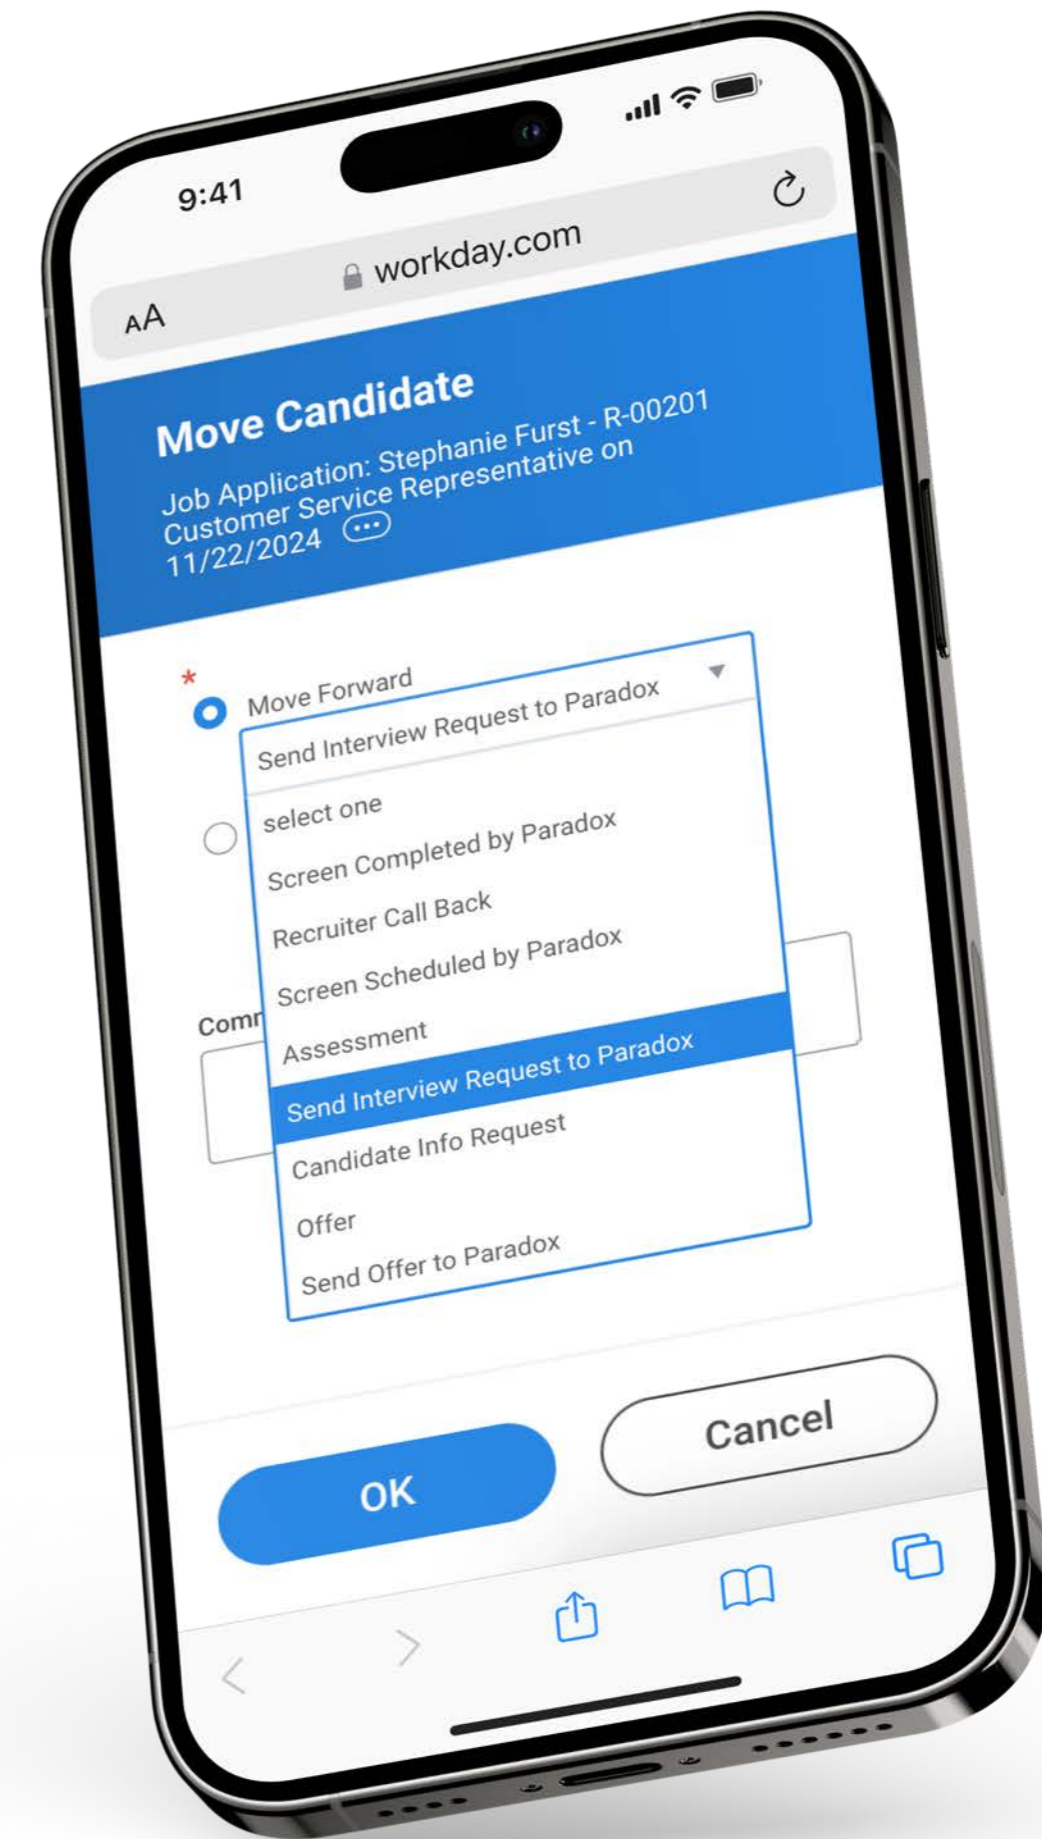 9:41
AA
workday.com
Move Candidate
Job Application: Stephanie Furst - R-00201
Customer Service Representative on
11/22/2024
* Move Forward
Send Interview Request to Paradox
select one
Screen Completed by Paradox
Recruiter Call Back
Screen Scheduled by Paradox
Assessment
Send Interview Request to Paradox
Candidate Info Request
Offer
Send Offer to Paradox
Comm
OK
Cancel